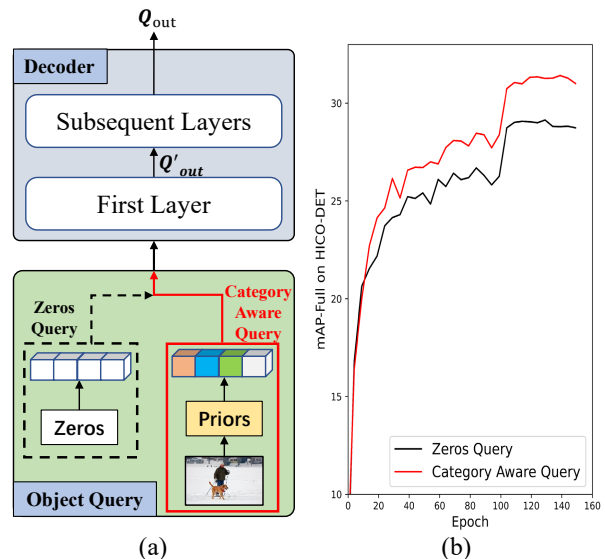 Q_out
Decoder
Subsequent Layers
Q'_out
First Layer
Zeros
Query
Category
Aware
Query
Zeros
Priors
Object Query
(a)
mAP-Full on HICO-DET
30
25
20
15
10
0 20 40 60 80 100 120 140 160
Epoch
Zeros Query
Category Aware Query
(b)